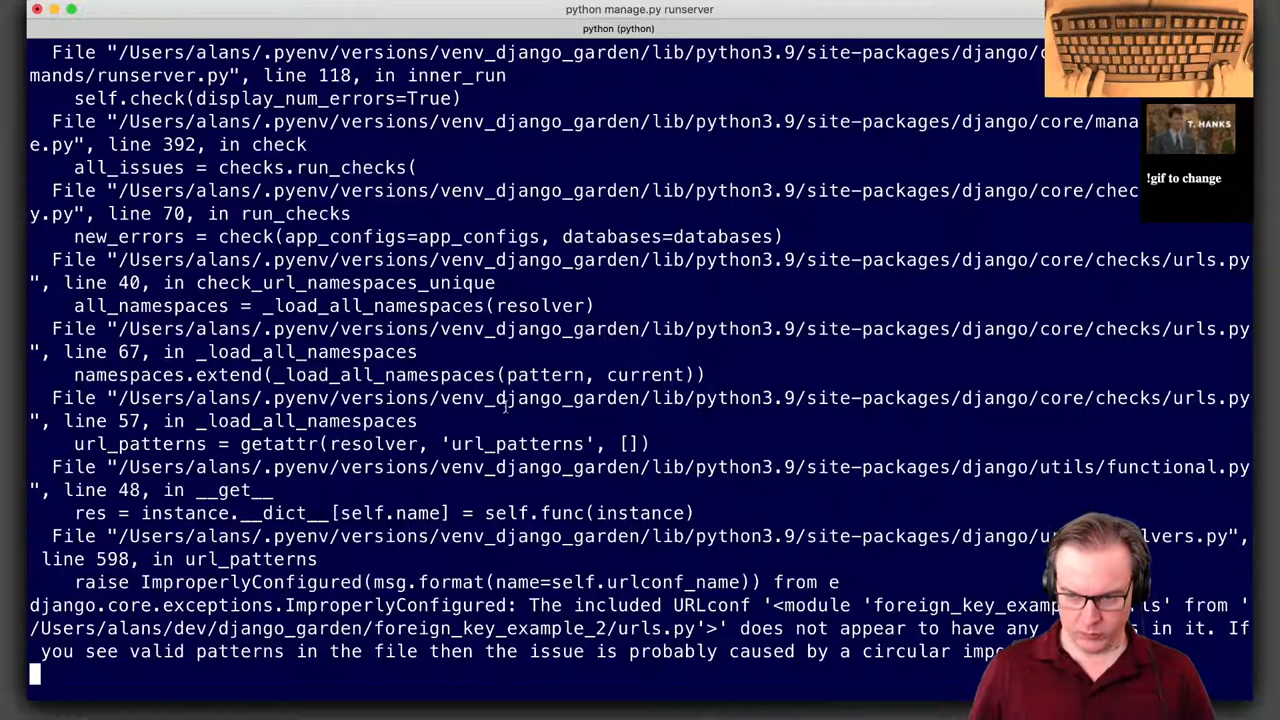 python manage.py runserver
python (python)
File "/Users/alans/.pyenv/versions/venv_django_garden/lib/python3.9/site-packages/django/co
mands/runserver.py", line 118, in inner_run
self.check(display_num_errors=True)
File "/Users/alans/.pyenv/versions/venv_django_garden/lib/python3.9/site-packages/django/core/mana
e.py", line 392, in check
all_issues = checks.run_checks(
File "/Users/alans/.pyenv/versions/venv_django_garden/lib/python3.9/site-packages/django/core/chec
y.py", line 70, in run_checks
new_errors = check(app_configs=app_configs, databases=databases)
File "/Users/alans/.pyenv/versions/venv_django_garden/lib/python3.9/site-packages/django/core/checks/urls.py
", line 40, in check_url_namespaces_unique
all_namespaces = _load_all_namespaces(resolver)
File "/Users/alans/.pyenv/versions/venv_django_garden/lib/python3.9/site-packages/django/core/checks/urls.py
", line 67, in _load_all_namespaces
namespaces.extend(_load_all_namespaces(pattern, current))
File "/Users/alans/.pyenv/versions/venv_django_garden/lib/python3.9/site-packages/django/core/checks/urls.py
", line 57, in _load_all_namespaces
url_patterns = getattr(resolver, 'url_patterns', [])
File "/Users/alans/.pyenv/versions/venv_django_garden/lib/python3.9/site-packages/django/utils/functional.py
", line 48, in __get__
res = instance.__dict__[self.name] = self.func(instance)
File "/Users/alans/.pyenv/versions/venv_django_garden/lib/python3.9/site-packages/django/u lvers.py",
line 598, in url_patterns
raise ImproperlyConfigured(msg.format(name=self.urlconf_name)) from e
django.core.exceptions.ImproperlyConfigured: The included URLconf '<module 'foreign_key_examp ls' from '
/Users/alans/dev/django_garden/foreign_key_example_2/urls.py'>' does not appear to have any s in it. If
you see valid patterns in the file then the issue is probably caused by a circular impo
T. HANKS
!gif to change